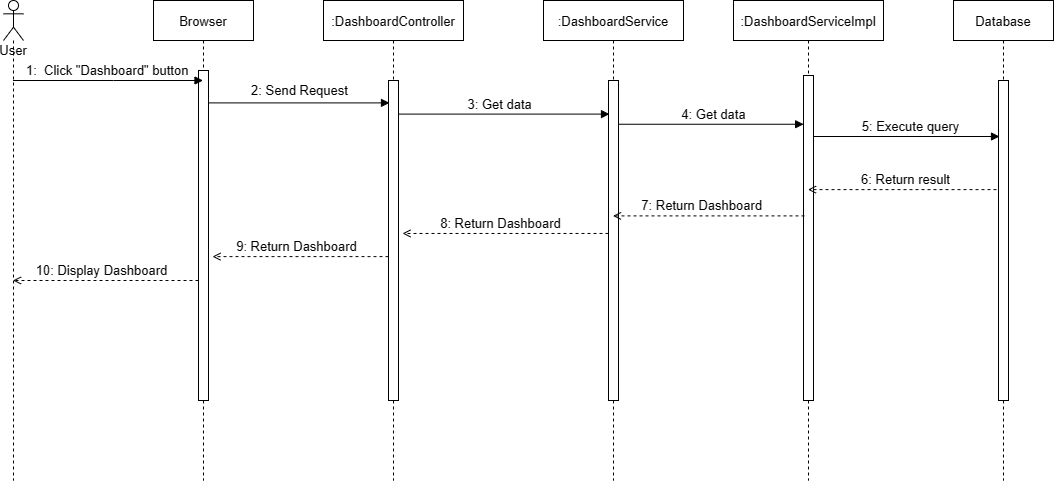 Browser
:DashboardController
:DashboardService
:DashboardServiceImpl
Database
User
1:  Click "Dashboard" button
2: Send Request
3: Get data
4: Get data
5: Execute query
6: Return result
7: Return Dashboard
8: Return Dashboard
9: Return Dashboard
10: Display Dashboard